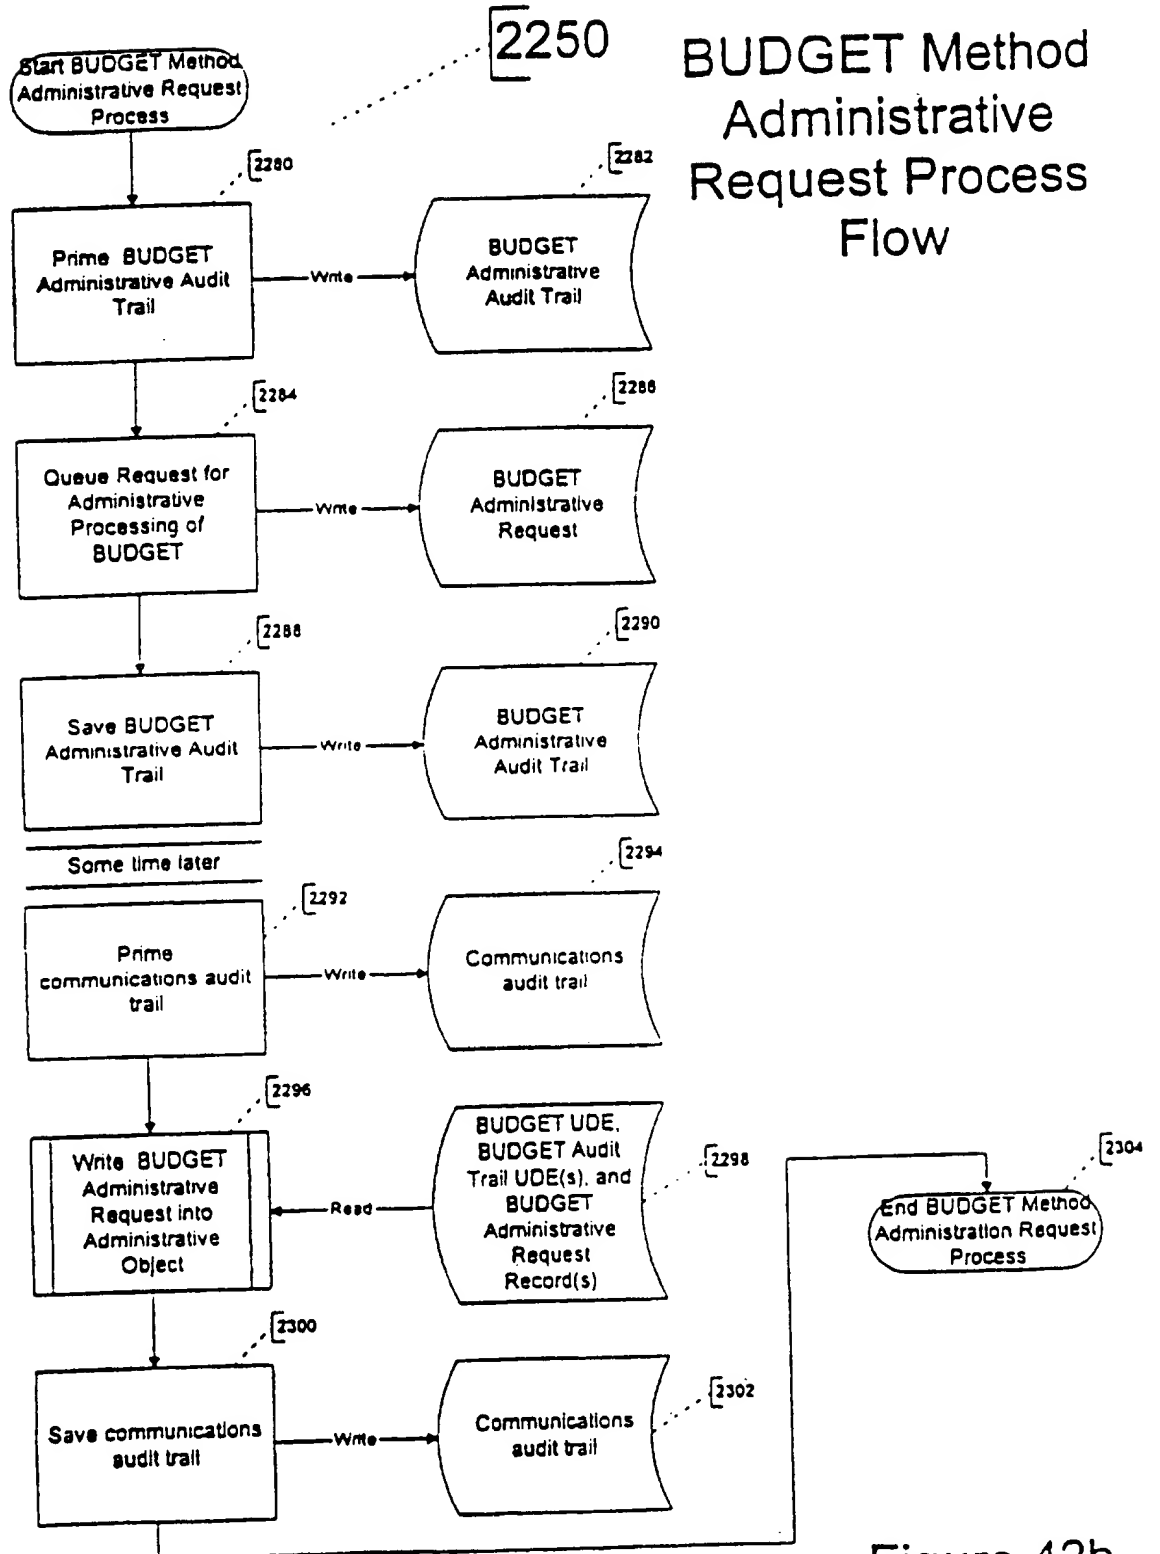 2250
BUDGET Method
Administrative
Request Process
Flow
Start BUDGET Method
Administrative Request
Process
2280
Prime BUDGET
Administrative Audit
Trail
Write
2282
BUDGET
Administrative
Audit Trail
2284
Queue Request for
Administrative
Processing of
BUDGET
Write
2286
BUDGET
Administrative
Request
2288
Save BUDGET
Administrative Audit
Trail
Write
2290
BUDGET
Administrative
Audit Trail
Some time later
2292
Prime
communications audit
trail
Write
2294
Communications
audit trail
2296
Write BUDGET
Administrative
Request into
Administrative
Object
Read
2298
BUDGET UDE,
BUDGET Audit
Trail UDE(s), and
BUDGET
Administrative
Request
Record(s)
2300
Save communications
audit trail
Write
2302
Communications
audit trail
2304
End BUDGET Method
Administration Request
Process
Figure 42b